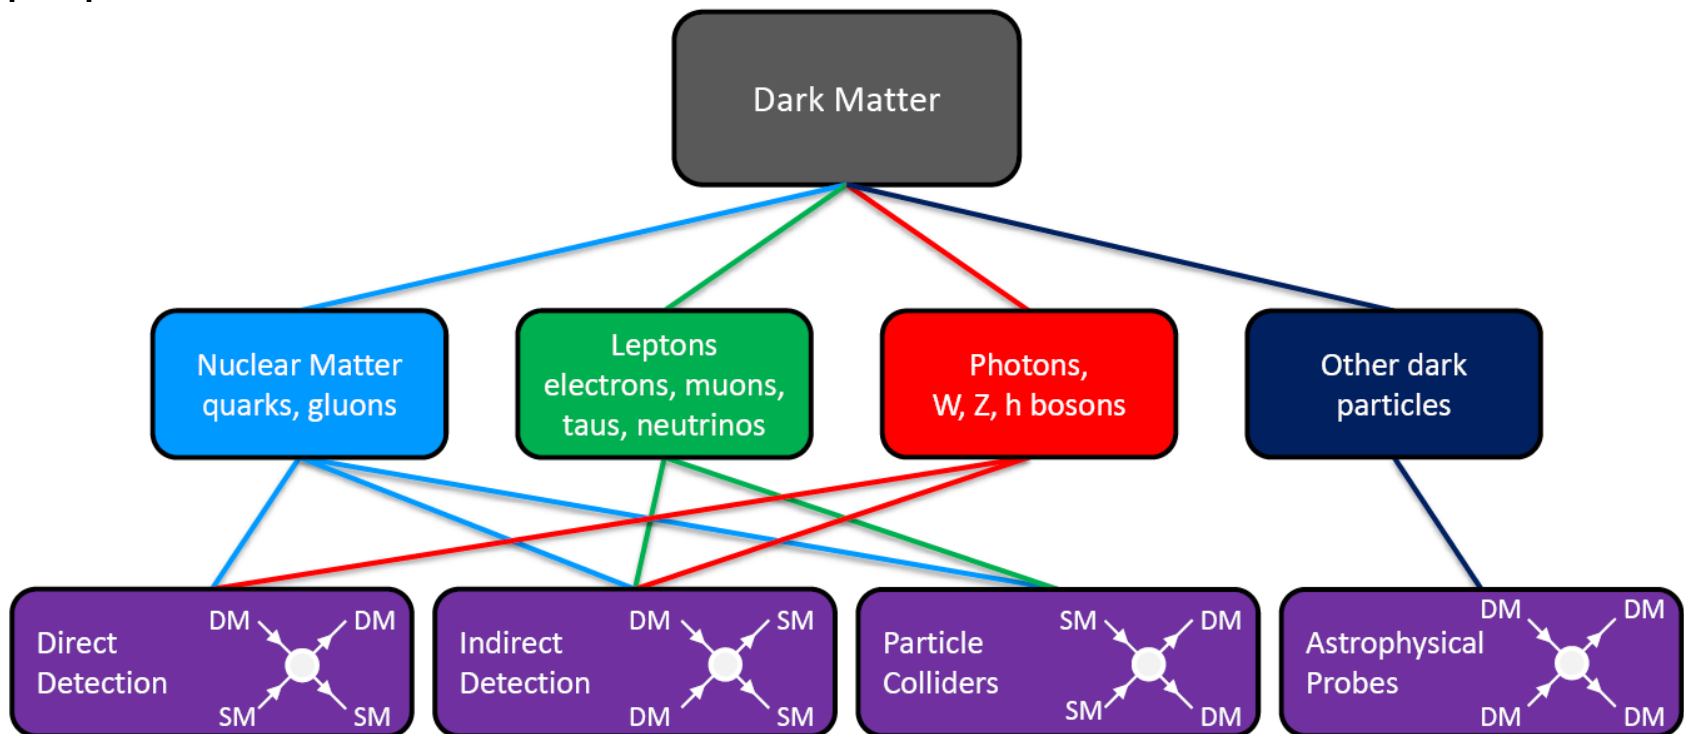 Dark Matter
Nuclear Matter
quarks, gluons
Leptons
electrons, muons,
taus, neutrinos
Photons,
W, Z, h bosons
Other dark
particles
Direct
Detection
DM
DM
SM
SM
Indirect
Detection
DM
SM
DM
SM
Particle
Colliders
SM
DM
SM
DM
Astrophysical
Probes
DM
DM
DM
DM